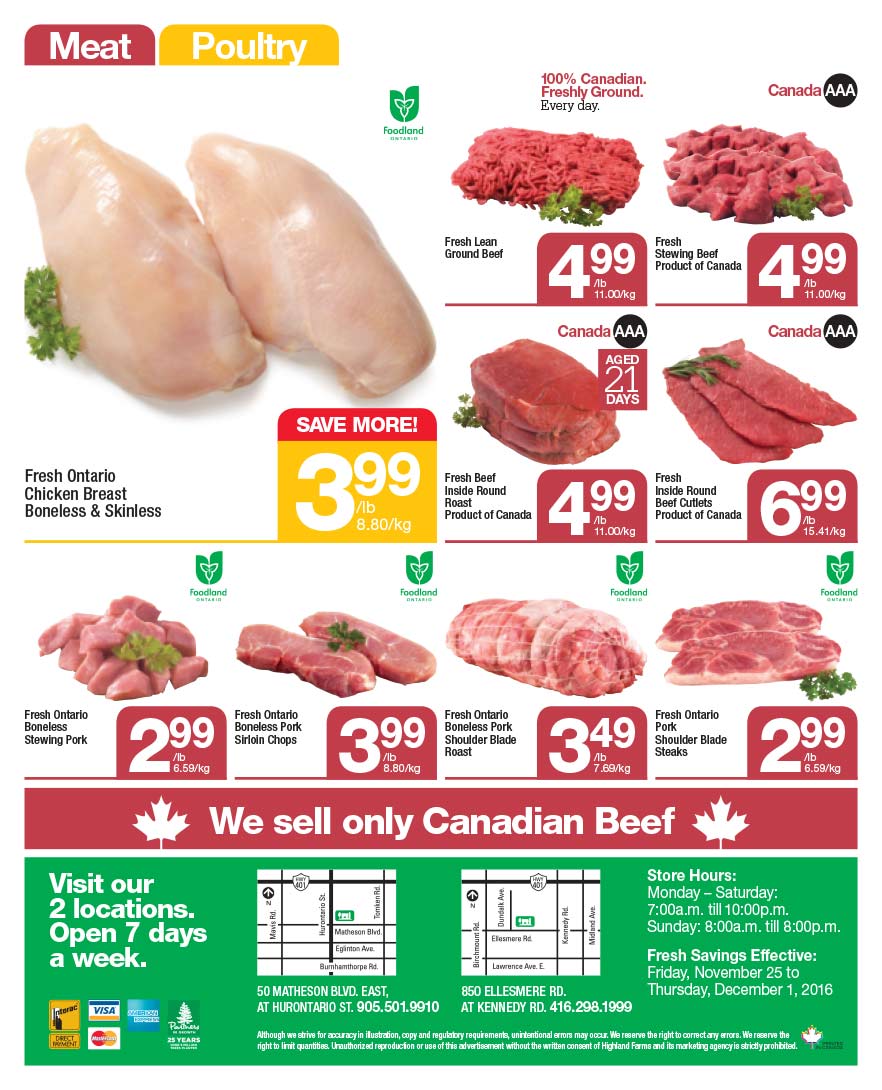 Meat
Poultry
Foodland
ONTARIO
Fresh Ontario
Chicken Breast
Boneless & Skinless
SAVE MORE!
3.99
/lb
8.80/kg
100% Canadian.
Freshly Ground.
Every day.
Fresh Lean
Ground Beef
4.99
/lb
11.00/kg
Canada AAA
Fresh
Stewing Beef
Product of Canada
4.99
/lb
11.00/kg
Canada AAA
AGED
21
DAYS
Fresh Beef
Inside Round
Roast
Product of Canada
4.99
/lb
11.00/kg
Canada AAA
Fresh
Inside Round
Beef Cutlets
Product of Canada
6.99
/lb
15.41/kg
Foodland
ONTARIO
Fresh Ontario
Boneless
Stewing Pork
2.99
/lb
6.59/kg
Foodland
ONTARIO
Fresh Ontario
Boneless Pork
Sirloin Chops
3.99
/lb
8.80/kg
Foodland
ONTARIO
Fresh Ontario
Boneless Pork
Shoulder Blade
Roast
3.49
/lb
7.69/kg
Foodland
ONTARIO
Fresh Ontario
Pork
Shoulder Blade
Steaks
2.99
/lb
6.59/kg
We sell only Canadian Beef
Visit our
2 locations.
Open 7 days
a week.
Interac
DIRECT
PAYMENT
VISA
MasterCard
AMERICAN
EXPRESS
Partners
IN GROWTH
25 YEARS
HWY
401
N
Mavis Rd.
Hurontario St.
Tomken Rd.
Matheson Blvd.
Eglinton Ave.
Burnhamthorpe Rd.
50 MATHESON BLVD. EAST,
AT HURONTARIO ST. 905.501.9910
HWY
401
N
Birchmount Rd.
Dundalk Ave.
Kennedy Rd.
Midland Ave.
Ellesmere Rd.
Lawrence Ave. E.
850 ELLESMERE RD.
AT KENNEDY RD. 416.298.1999
Store Hours:
Monday – Saturday:
7:00a.m. till 10:00p.m.
Sunday: 8:00a.m. till 8:00p.m.
Fresh Savings Effective:
Friday, November 25 to
Thursday, December 1, 2016
Although we strive for accuracy in illustration, copy and regulatory requirements, unintentional errors may occur. We reserve the right to correct any errors. We reserve the
right to limit quantities. Unauthorized reproduction or use of this advertisement without the written consent of Highland Farms and its marketing agency is strictly prohibited.